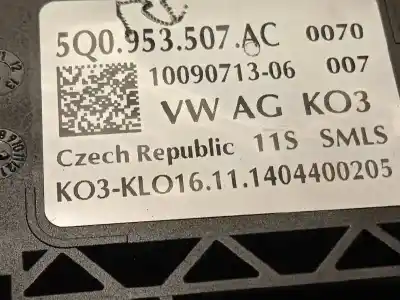 5Q0.953.507.AC 0070
10090713-06 007
VW AG KO3
Czech Republic 11S SMLS
KO3-KLO16.11.1404400205